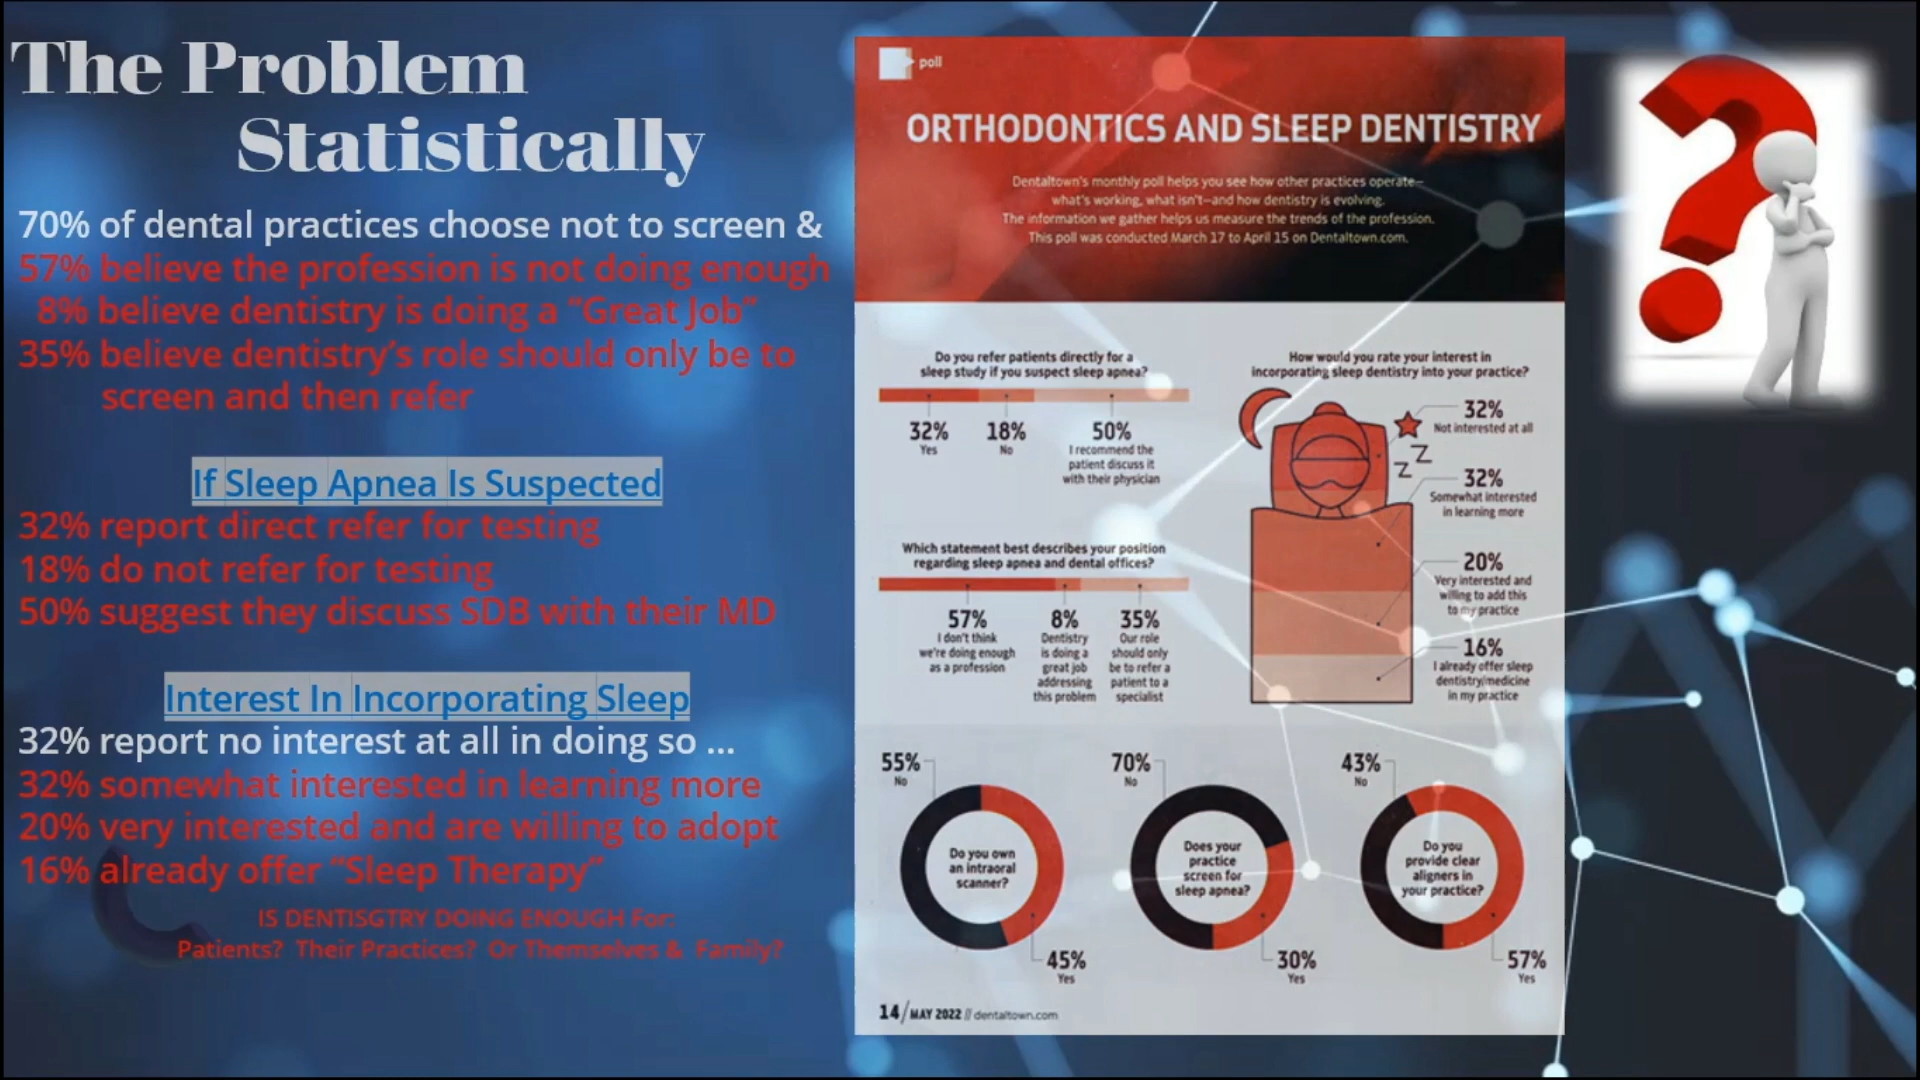 The Problem
Statistically
70% of dental practices choose not to screen &
57% believe the profession is not doing enough
8% believe dentistry is doing a “Great Job”
35% believe dentistry’s role should only be to
screen and then refer
If Sleep Apnea Is Suspected
32% report direct refer for testing
18% do not refer for testing
50% suggest they discuss SDB with their MD
Interest In Incorporating Sleep
32% report no interest at all in doing so ...
32% somewhat interested in learning more
20% very interested and are willing to adopt
16% already offer “Sleep Therapy”
IS DENTISGTRY DOING ENOUGH For:
Patients? Their Practices? Or Themselves & Family?
poll
ORTHODONTICS AND SLEEP DENTISTRY
Dentaltown's monthly poll helps you see how other practices operate—
what's working, what isn't—and how dentistry is evolving.
The information we gather helps us measure the trends of the profession.
This poll was conducted March 17 to April 15 on Dentaltown.com.
Do you refer patients directly for a
sleep study if you suspect sleep apnea?
32%
Yes
18%
No
50%
I recommend the
patient discuss it
with their physician
Which statement best describes your position
regarding sleep apnea and dental offices?
57%
I don't think
we're doing enough
as a profession
8%
Dentistry
is doing a
great job
addressing
this problem
35%
Our role
should only
be to refer a
patient to a
specialist
How would you rate your interest in
incorporating sleep dentistry into your practice?
Z
Z
32%
Not interested at all
32%
Somewhat interested
in learning more
20%
Very interested and
willing to add this
to my practice
16%
I already offer sleep
dentistry/medicine
in my practice
55%
No
Do you own
an intraoral
scanner?
45%
Yes
70%
No
Does your
practice
screen for
sleep apnea?
30%
Yes
43%
No
Do you
provide clear
aligners in
your practice?
57%
Yes
14/MAY 2022 // dentaltown.com